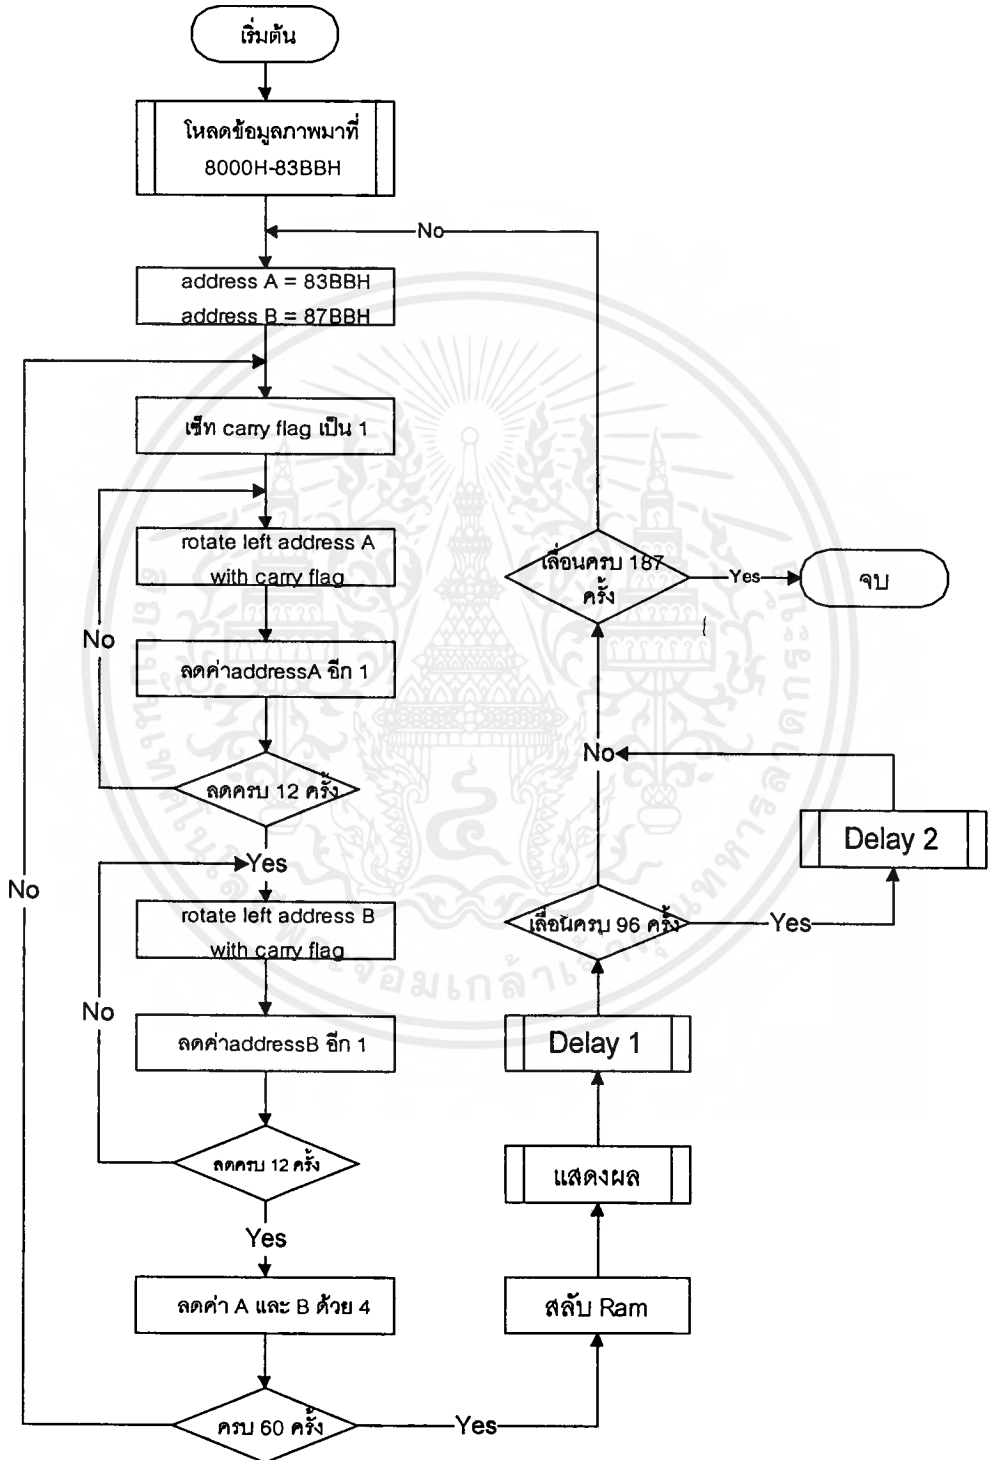 เริ่มต้น
โหลดข้อมูลภาพมาที่
8000H-83BBH
No
address A = 83BBH
address B = 87BBH
เซ็ท carry flag เป็น 1
rotate left address A
with carry flag
No
ลดค่าaddressA อีก 1
ลดครบ 12 ครั้ง
Yes
No
rotate left address B
with carry flag
No
ลดค่าaddressB อีก 1
ลดครบ 12 ครั้ง
Yes
ลดค่า A และ B ด้วย 4
ครบ 60 ครั้ง
Yes
สลับ Ram
แสดงผล
Delay 1
เลื่อนครบ 96 ครั้ง
Yes
Delay 2
No
เลื่อนครบ 187
ครั้ง
Yes
จบ